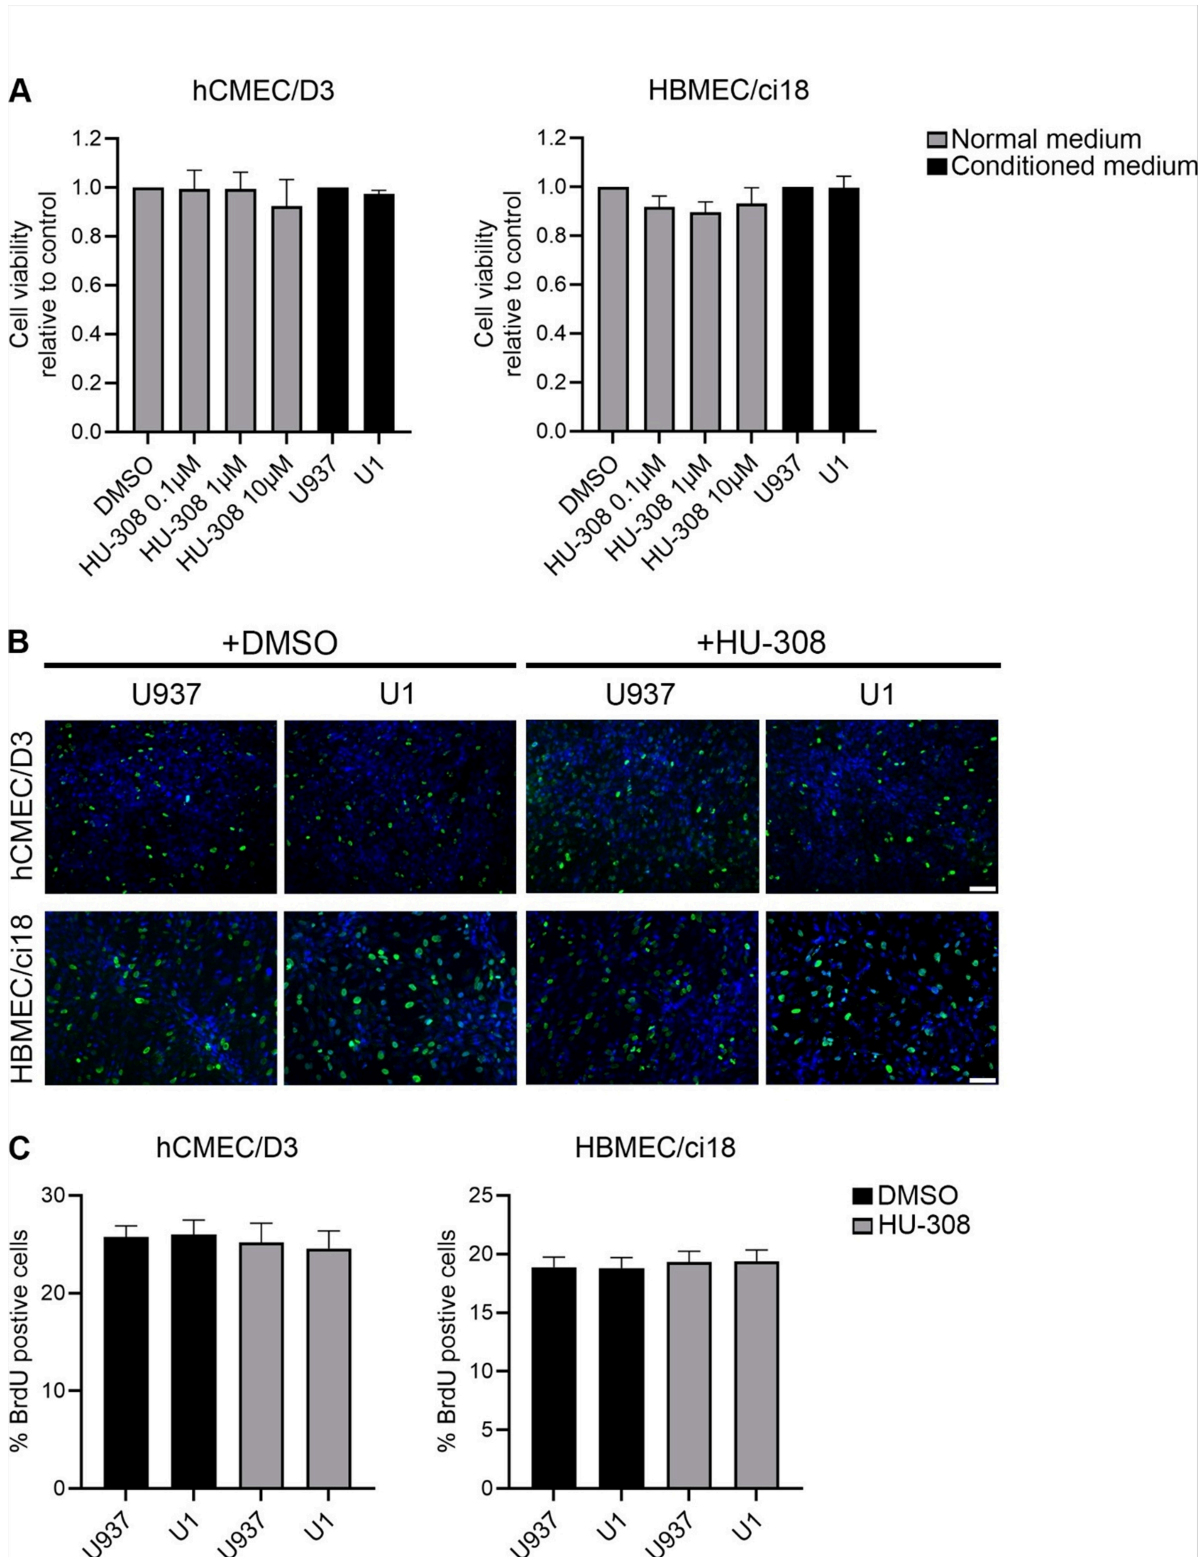 A
hCMEC/D3
HBMEC/ci18
Normal medium
Conditioned medium
Cell viability
relative to control
1.2
1.0
0.8
0.6
0.4
0.2
0.0
DMSO
HU-308 0.1µM
HU-308 1µM
HU-308 10µM
U937
U1
Cell viability
relative to control
1.2
1.0
0.8
0.6
0.4
0.2
0.0
DMSO
HU-308 0.1µM
HU-308 1µM
HU-308 10µM
U937
U1
B
+DMSO
+HU-308
U937
U1
U937
U1
hCMEC/D3
HBMEC/ci18
C
hCMEC/D3
HBMEC/ci18
DMSO
HU-308
% BrdU postive cells
30
20
10
0
U937
U1
U937
U1
% BrdU postive cells
25
20
15
10
5
0
U937
U1
U937
U1